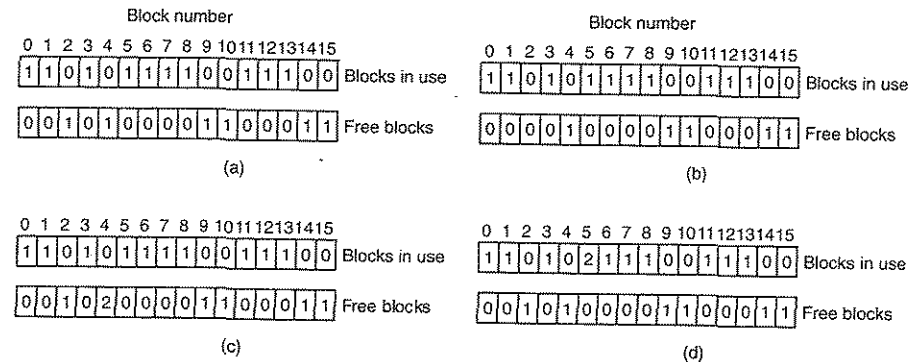 Block number
0 1 2 3 4 5 6 7 8 9 10 11 12 13 14 15
1 1 0 1 0 1 1 1 1 0 0 1 1 1 0 0 Blocks in use
0 0 1 0 1 0 0 0 0 1 1 0 0 0 1 1 Free blocks
(a)
Block number
0 1 2 3 4 5 6 7 8 9 10 11 12 13 14 15
1 1 0 1 0 1 1 1 1 0 0 1 1 1 0 0 Blocks in use
0 0 0 0 1 0 0 0 0 1 1 0 0 0 1 1 Free blocks
(b)
0 1 2 3 4 5 6 7 8 9 10 11 12 13 14 15
1 1 0 1 0 1 1 1 1 0 0 1 1 1 0 0 Blocks in use
0 0 1 0 2 0 0 0 0 1 1 0 0 0 1 1 Free blocks
(c)
0 1 2 3 4 5 6 7 8 9 10 11 12 13 14 15
1 1 0 1 0 2 1 1 1 0 0 1 1 1 0 0 Blocks in use
0 0 1 0 1 0 0 0 0 1 1 0 0 0 1 1 Free blocks
(d)